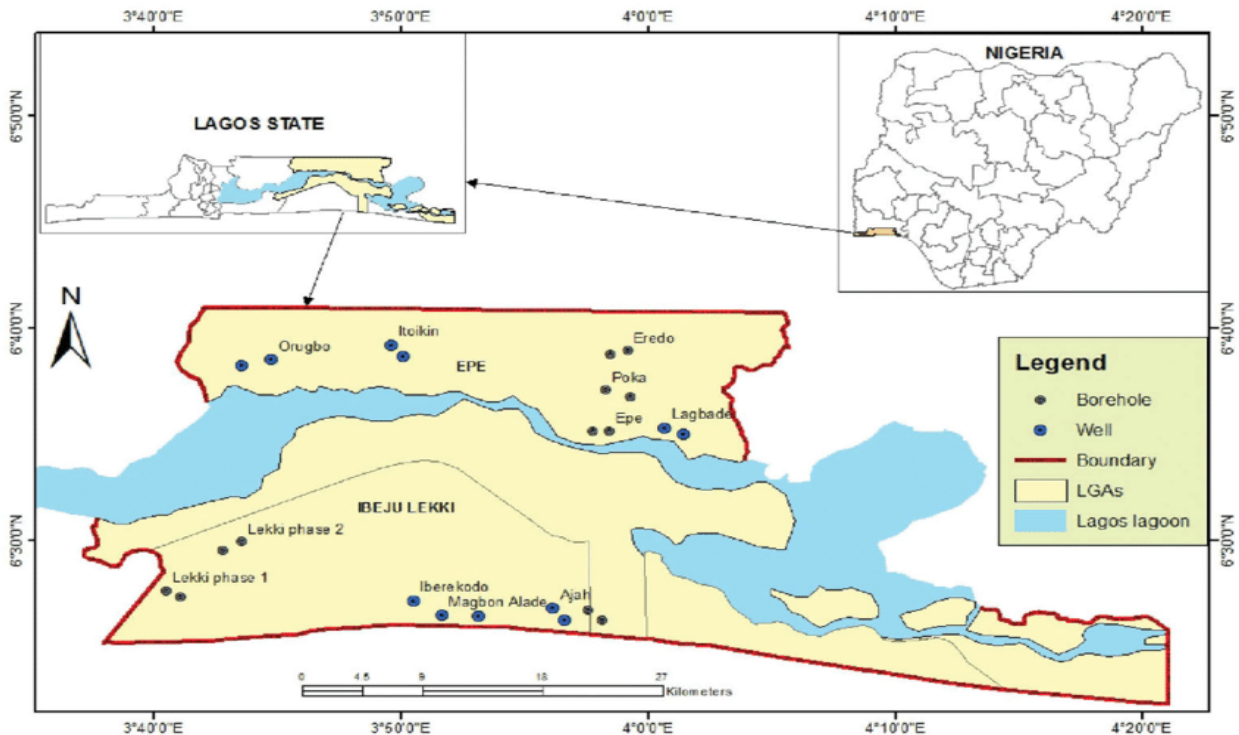 3°40'0"E 3°50'0"E 4°0'0"E 4°10'0"E 4°20'0"E
6°50'0"N
6°50'0"N
LAGOS STATE
NIGERIA
N
6°40'0"N
6°40'0"N
Orugbo
Itoikin
EPE
Eredo
Poka
Epe
Lagbade
Legend
Borehole
Well
Boundary
LGAs
Lagos lagoon
IBEJU LEKKI
6°30'0"N
6°30'0"N
Lekki phase 2
Lekki phase 1
Iberekodo
Magbon Alade
Ajah
0 4.5 9 18 27
Kilometers
3°40'0"E 3°50'0"E 4°0'0"E 4°10'0"E 4°20'0"E